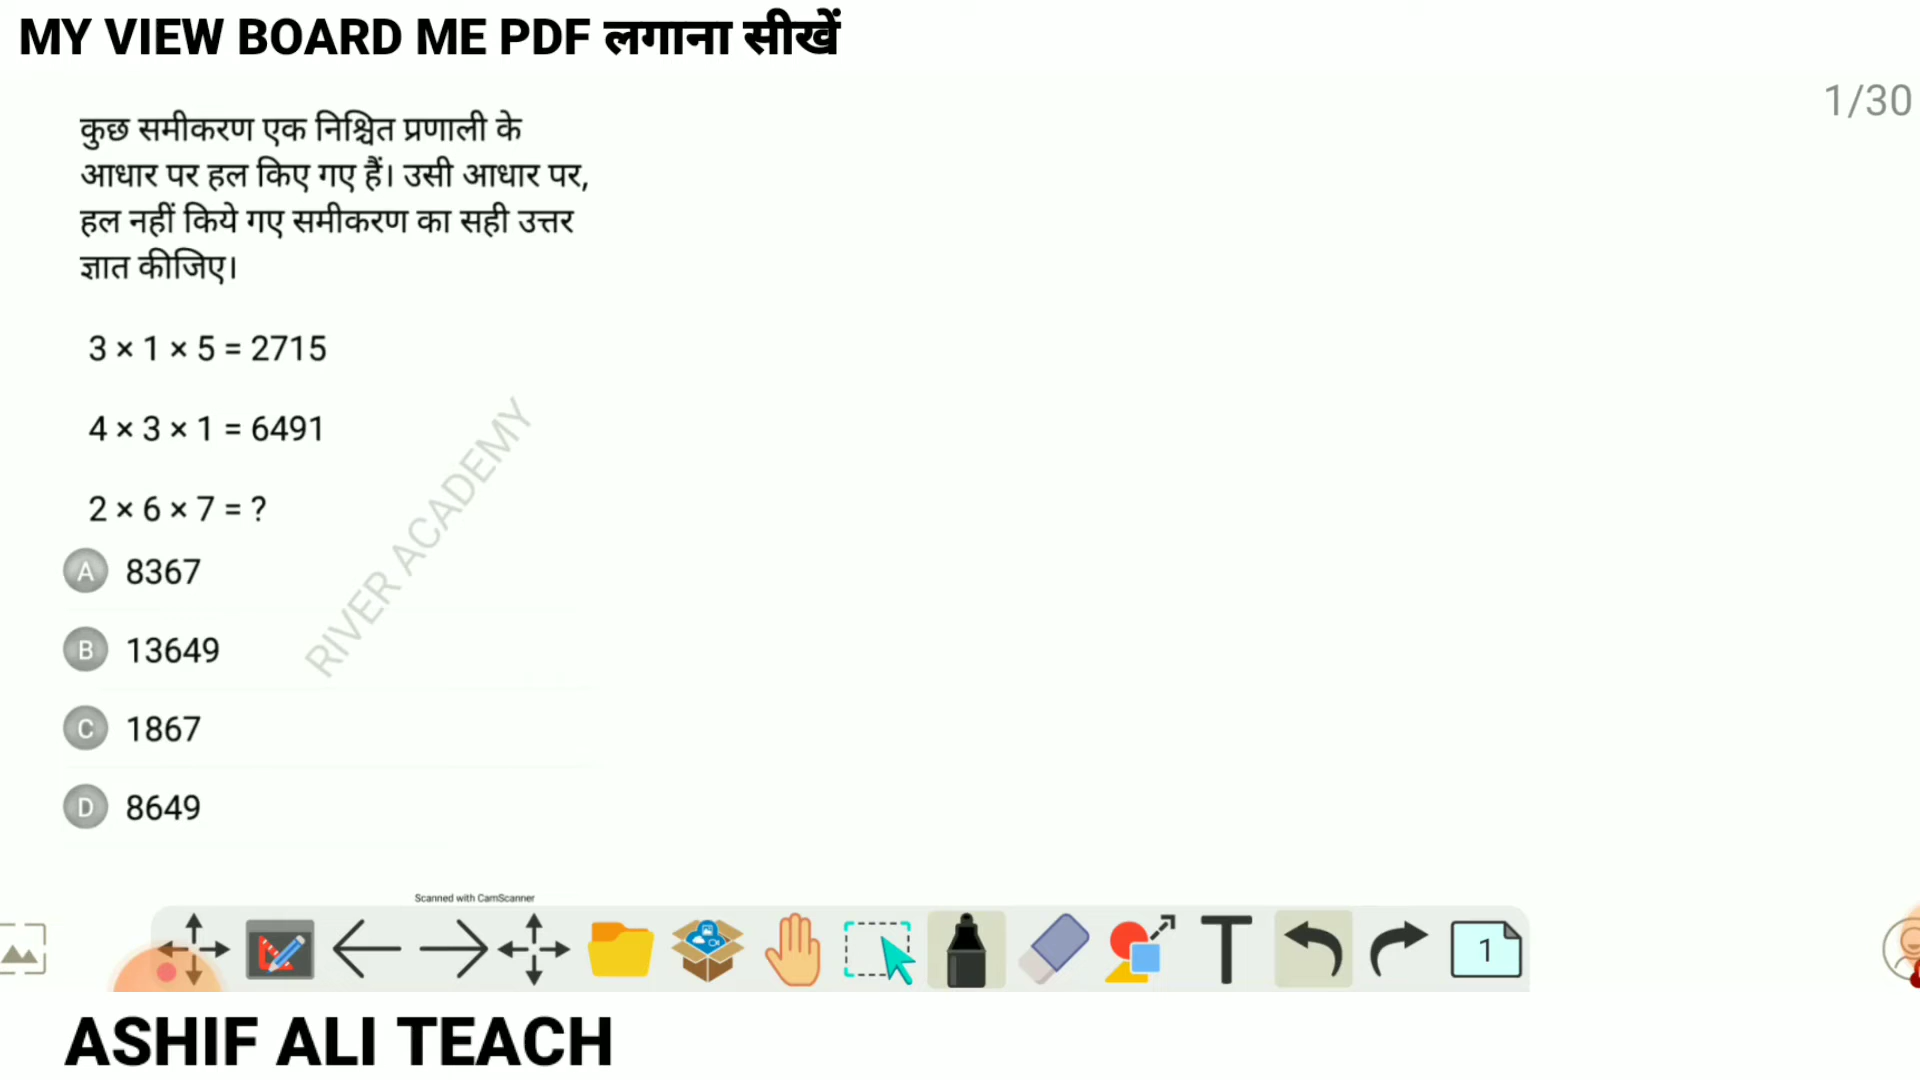 MY VIEW BOARD ME PDF लगाना सीखें
1/30
कुछ समीकरण एक निश्चित प्रणाली के
आधार पर हल किए गए हैं। उसी आधार पर,
हल नहीं किये गए समीकरण का सही उत्तर
ज्ञात कीजिए।
3 × 1 × 5 = 2715
4 × 3 × 1 = 6491
2 × 6 × 7 = ?
A 8367
B 13649
C 1867
D 8649
RIVER ACADEMY
Scanned with CamScanner
T
1
ASHIF ALI TEACH